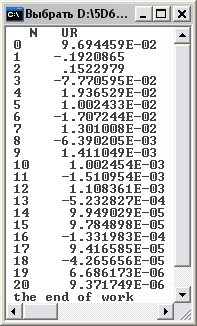 Выбрать D:\5D6...
N UR
0 9.694459E-02
1 -.1920865
2 .1522979
3 -7.770595E-02
4 1.936529E-02
5 1.002433E-02
6 -1.707244E-02
7 1.301008E-02
8 -6.390205E-03
9 1.411049E-03
10 1.002454E-03
11 -1.510954E-03
12 1.108361E-03
13 -5.232827E-04
14 9.949029E-05
15 9.784898E-05
16 -1.331983E-04
17 9.416585E-05
18 -4.265656E-05
19 6.686173E-06
20 9.371749E-06
the end of work